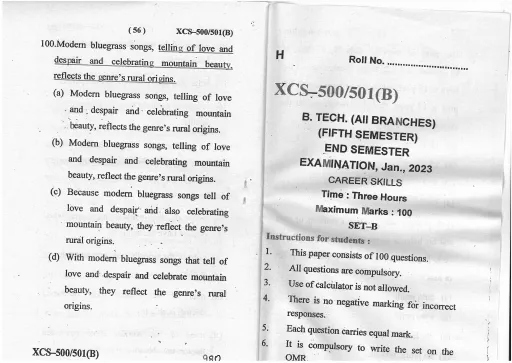 ( 56 ) XCS–500/501(B)
100.Modern bluegrass songs, telling of love and
despair and celebrating mountain beauty,
reflects the genre's rural origins.
(a) Modern bluegrass songs, telling of love
and despair and celebrating mountain
beauty, reflects the genre's rural origins.
(b) Modern bluegrass songs, telling of love
and despair and celebrating mountain
beauty, reflect the genre's rural origins.
(c) Because modern bluegrass songs tell of
love and despair and also celebrating
mountain beauty, they reflect the genre's
rural origins.
(d) With modern bluegrass songs that tell of
love and despair and celebrate mountain
beauty, they reflect the genre's rural
origins.
XCS–500/501(B)
980
H Roll No. ..............................
XCS–500/501(B)
B. TECH. (All BRANCHES)
(FIFTH SEMESTER)
END SEMESTER
EXAMINATION, Jan., 2023
CAREER SKILLS
Time : Three Hours
Maximum Marks : 100
SET–B
Instructions for students :
1. This paper consists of 100 questions.
2. All questions are compulsory.
3. Use of calculator is not allowed.
4. There is no negative marking for incorrect
responses.
5. Each question carries equal mark.
6. It is compulsory to write the set on the
OMR.